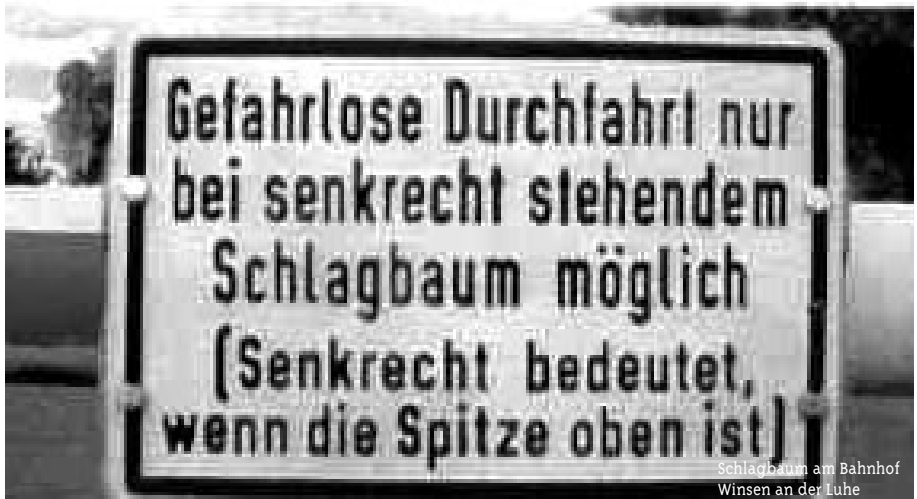 Gefahrlose Durchfahrt nur
bei senkrecht stehendem
Schlagbaum möglich
(Senkrecht bedeutet,
wenn die Spitze oben ist)
Schlagbaum am Bahnhof
Winsen an der Luhe